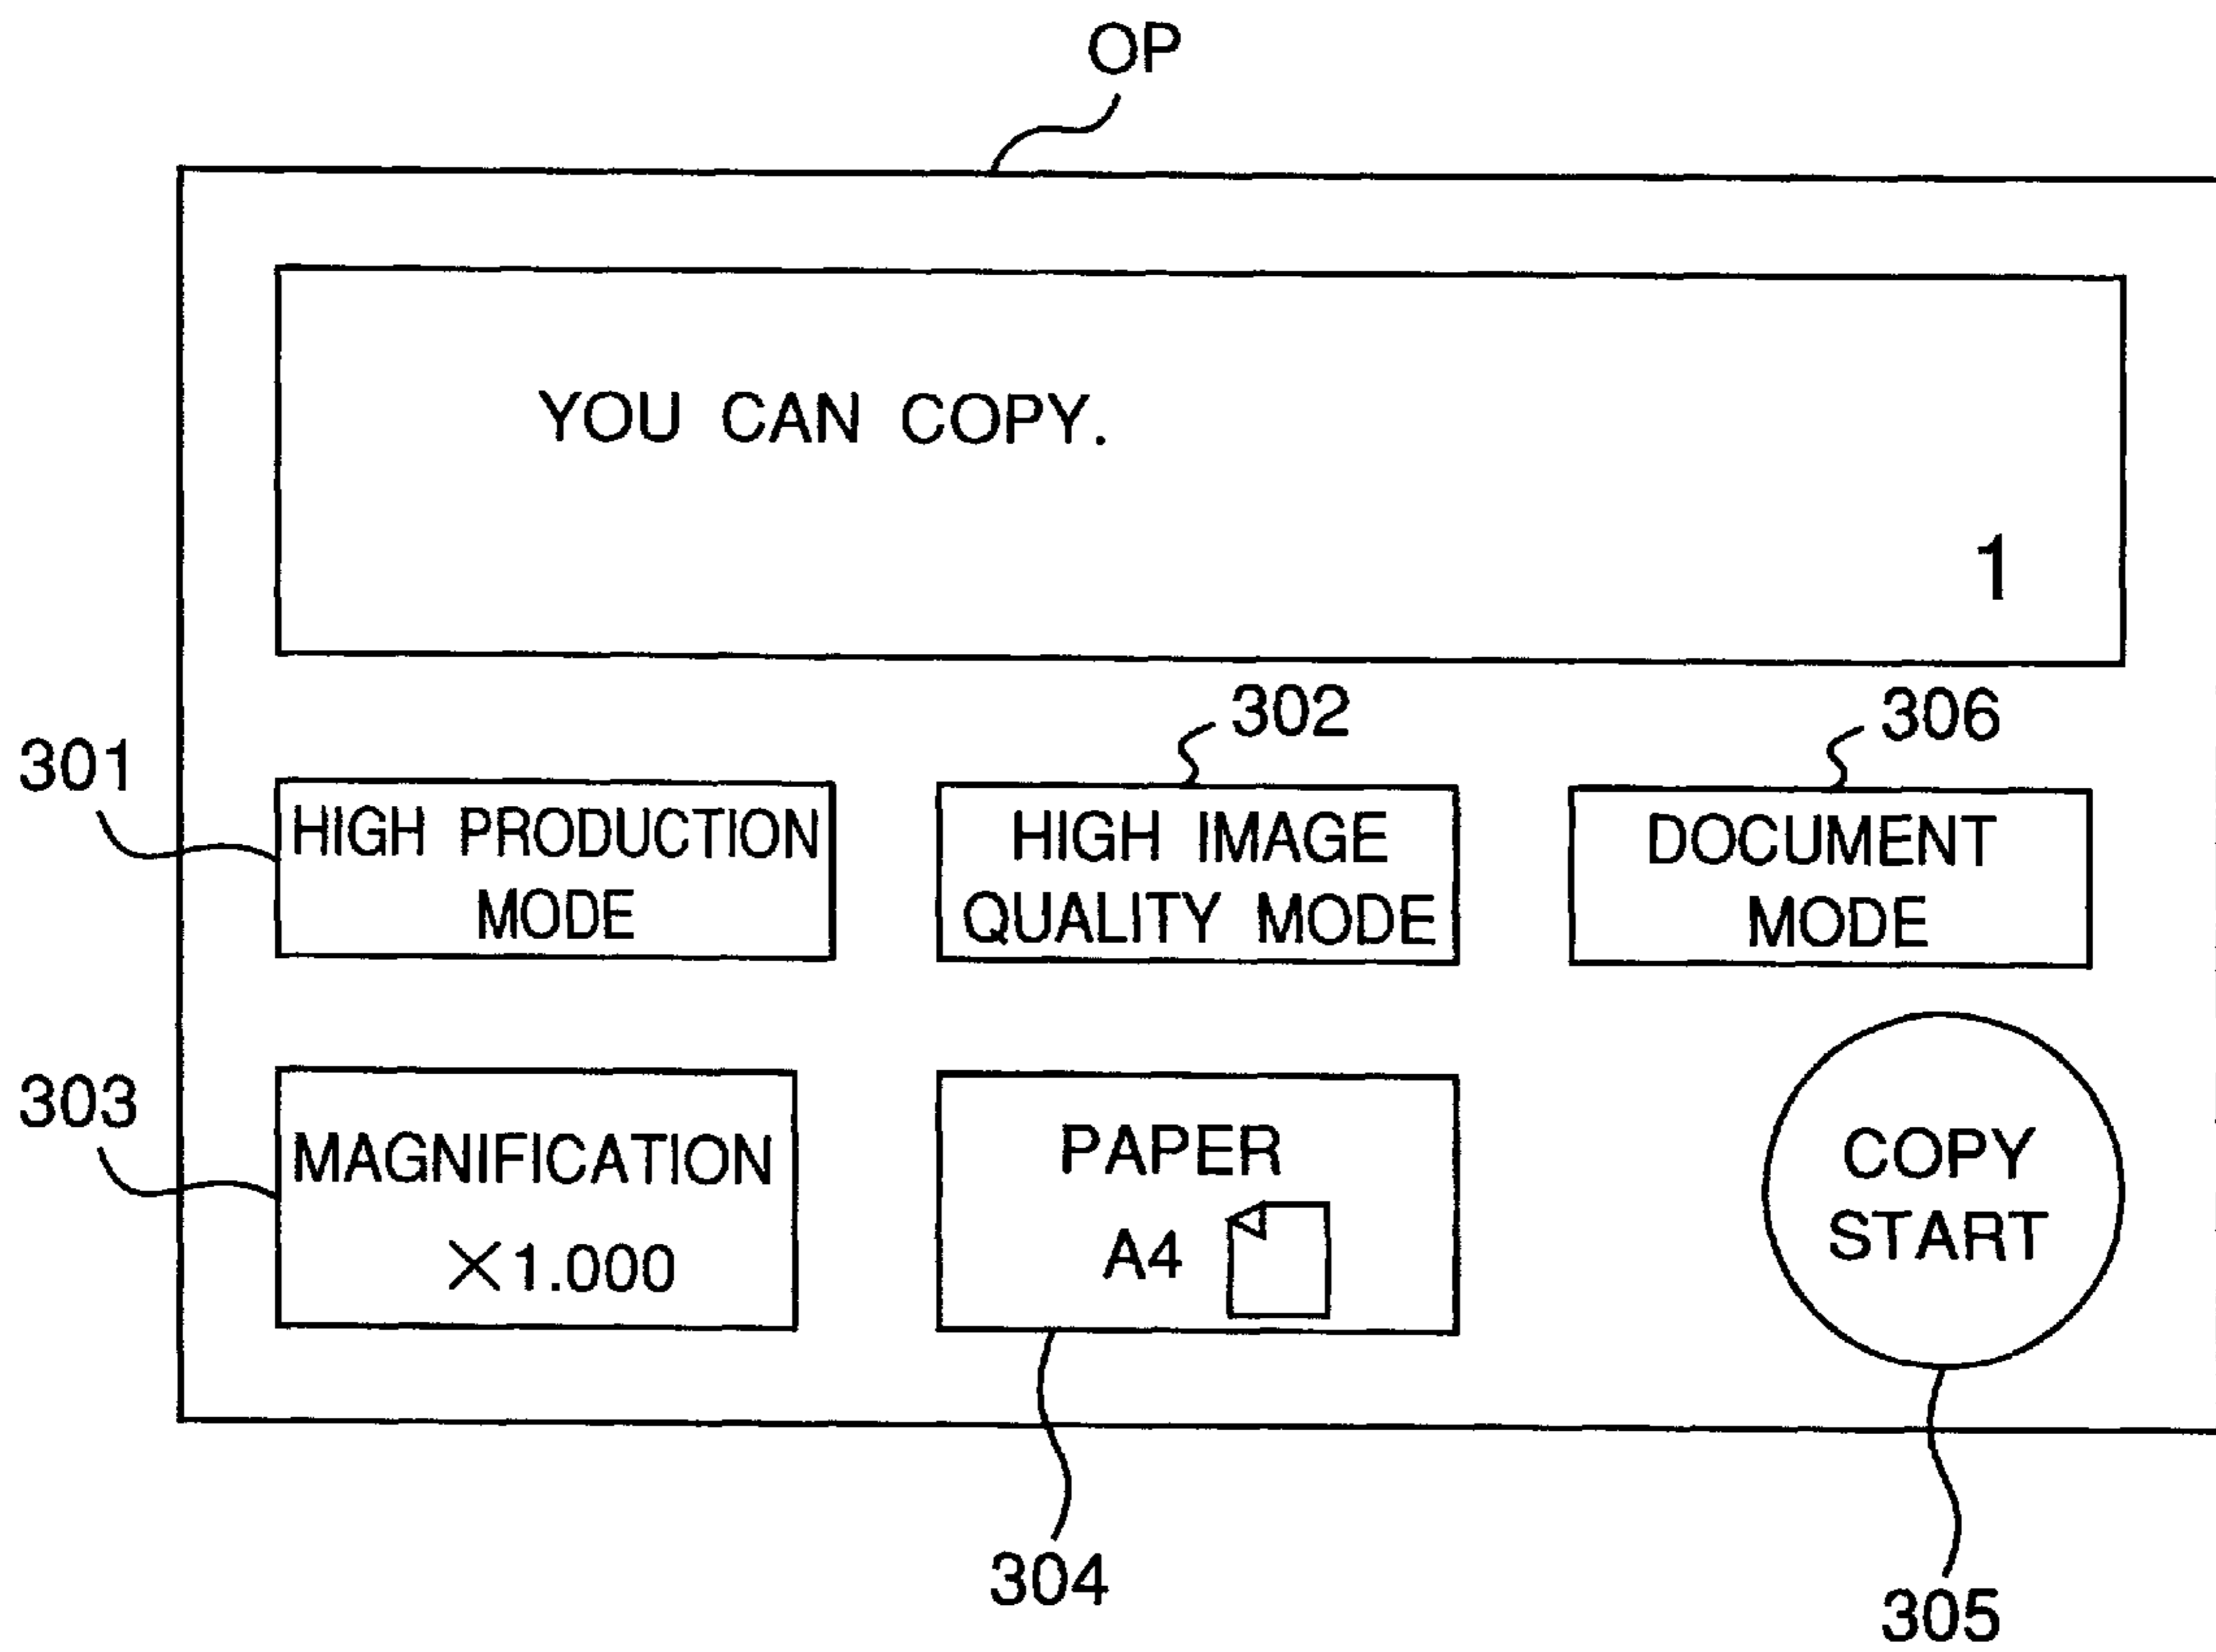 OP
YOU CAN COPY.
1
301
302
306
HIGH PRODUCTION
MODE
HIGH IMAGE
QUALITY MODE
DOCUMENT
MODE
303
MAGNIFICATION
×1.000
PAPER
A4
COPY
START
304
305